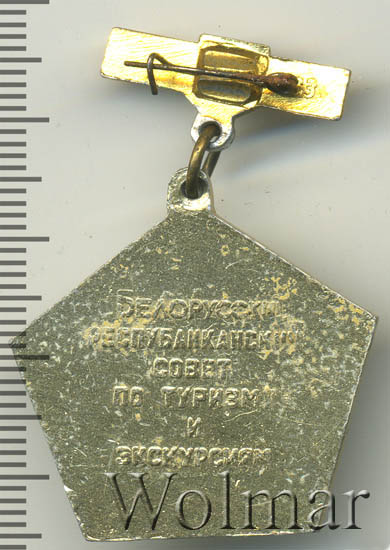 БЕЛОРУССКИЙ
РЕСПУБЛИКАНСКИЙ
СОВЕТ
ПО ТУРИЗМУ
И
ЭКСКУРСИЯМ
Wolmar